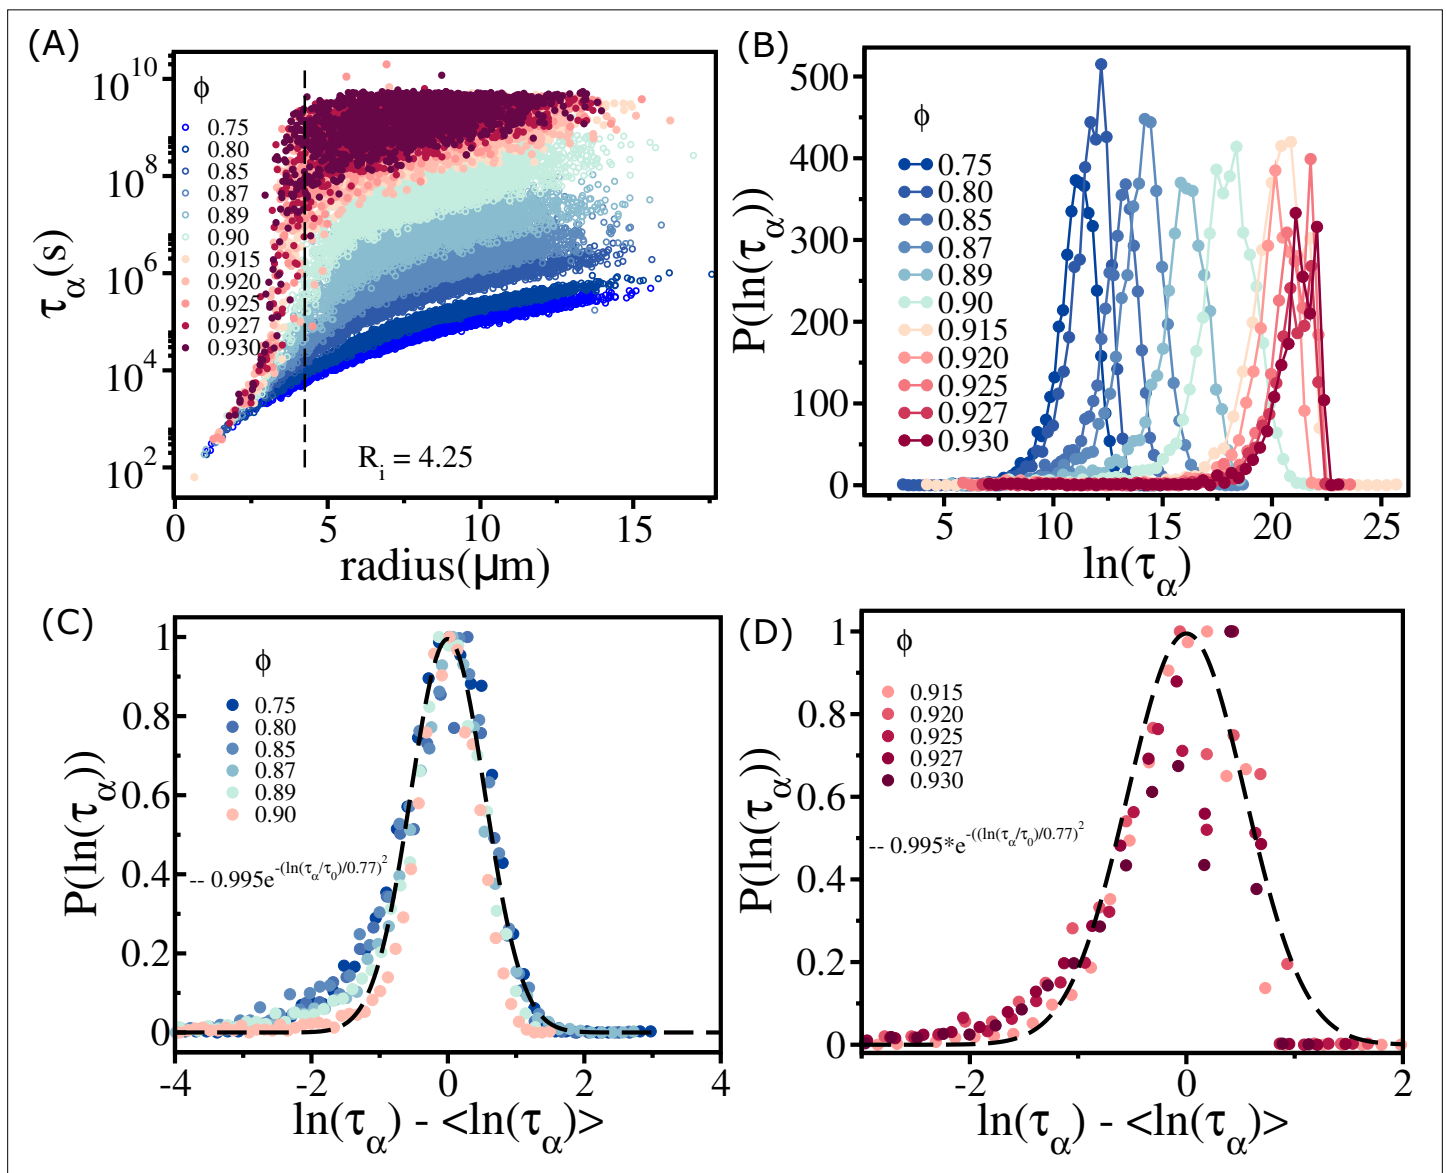 (A)
10^10
10^8
10^6
10^4
10^2
τ_α(s)
ϕ
0.75
0.80
0.85
0.87
0.89
0.90
0.915
0.920
0.925
0.927
0.930
R_i = 4.25
0 5 10 15
radius(μm)
(B)
500
400
300
200
100
0
P(ln(τ_α))
ϕ
0.75
0.80
0.85
0.87
0.89
0.90
0.915
0.920
0.925
0.927
0.930
5 10 15 20 25
ln(τ_α)
(C)
1
0.8
0.6
0.4
0.2
0
P(ln(τ_α))
ϕ
0.75
0.80
0.85
0.87
0.89
0.90
-- 0.995e^-(ln(τ_α/τ_0)/0.77)^2
-4 -2 0 2 4
ln(τ_α) - <ln(τ_α)>
(D)
1
0.8
0.6
0.4
0.2
0
P(ln(τ_α))
ϕ
0.915
0.920
0.925
0.927
0.930
-- 0.995*e^-((ln(τ_α/τ_0)/0.77)^2
-2 0 2
ln(τ_α) - <ln(τ_α)>